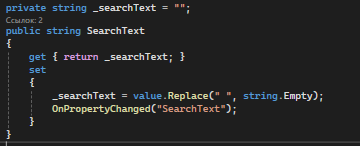 private string _searchText = "";
Ссылок: 2
public string SearchText
{
get { return _searchText; }
set
{
_searchText = value.Replace(" ", string.Empty);
OnPropertyChanged("SearchText");
}
}